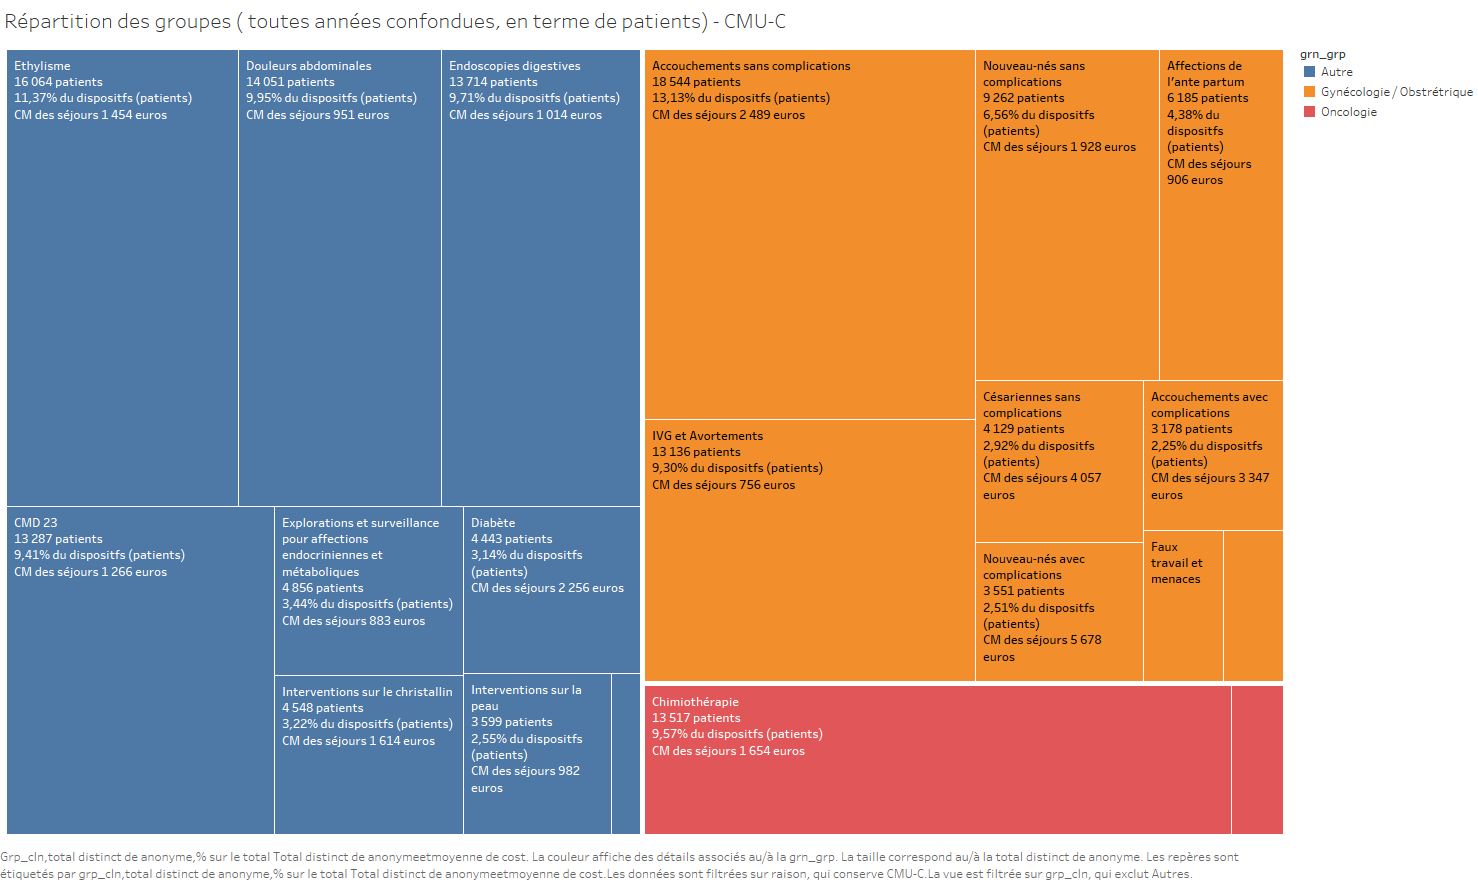 Répartition des groupes ( toutes années confondues, en terme de patients) - CMU-C
Ethylisme
16 064 patients
11,37% du dispositfs (patients)
CM des séjours 1 454 euros
Douleurs abdominales
14 051 patients
9,95% du dispositfs (patients)
CM des séjours 951 euros
Endoscopies digestives
13 714 patients
9,71% du dispositfs (patients)
CM des séjours 1 014 euros
CMD 23
13 287 patients
9,41% du dispositfs (patients)
CM des séjours 1 266 euros
Explorations et surveillance
pour affections
endocriniennes et
métaboliques
4 856 patients
3,44% du dispositfs (patients)
CM des séjours 883 euros
Diabète
4 443 patients
3,14% du dispositfs
(patients)
CM des séjours 2 256 euros
Interventions sur le christallin
4 548 patients
3,22% du dispositfs (patients)
CM des séjours 1 614 euros
Interventions sur la
peau
3 599 patients
2,55% du dispositfs
(patients)
CM des séjours 982
euros
Accouchements sans complications
18 544 patients
13,13% du dispositfs (patients)
CM des séjours 2 489 euros
Nouveau-nés sans
complications
9 262 patients
6,56% du dispositfs
(patients)
CM des séjours 1 928 euros
Affections de
l'ante partum
6 185 patients
4,38% du
dispositfs
(patients)
CM des séjours
906 euros
IVG et Avortements
13 136 patients
9,30% du dispositfs (patients)
CM des séjours 756 euros
Césariennes sans
complications
4 129 patients
2,92% du dispositfs
(patients)
CM des séjours 4 057
euros
Accouchements avec
complications
3 178 patients
2,25% du dispositfs
(patients)
CM des séjours 3 347
euros
Nouveau-nés avec
complications
3 551 patients
2,51% du dispositfs
(patients)
CM des séjours 5 678
euros
Faux
travail et
menaces
Chimiothérapie
13 517 patients
9,57% du dispositfs (patients)
CM des séjours 1 654 euros
grn_grp
Autre
Gynécologie / Obstrétrique
Oncologie
Grp_cln,total distinct de anonyme,% sur le total Total distinct de anonymeetmoyenne de cost. La couleur affiche des détails associés au/à la grn_grp. La taille correspond au/à la total distinct de anonyme. Les repères sont
étiquetés par grp_cln,total distinct de anonyme,% sur le total Total distinct de anonymeetmoyenne de cost.Les données sont filtrées sur raison, qui conserve CMU-C.La vue est filtrée sur grp_cln, qui exclut Autres.